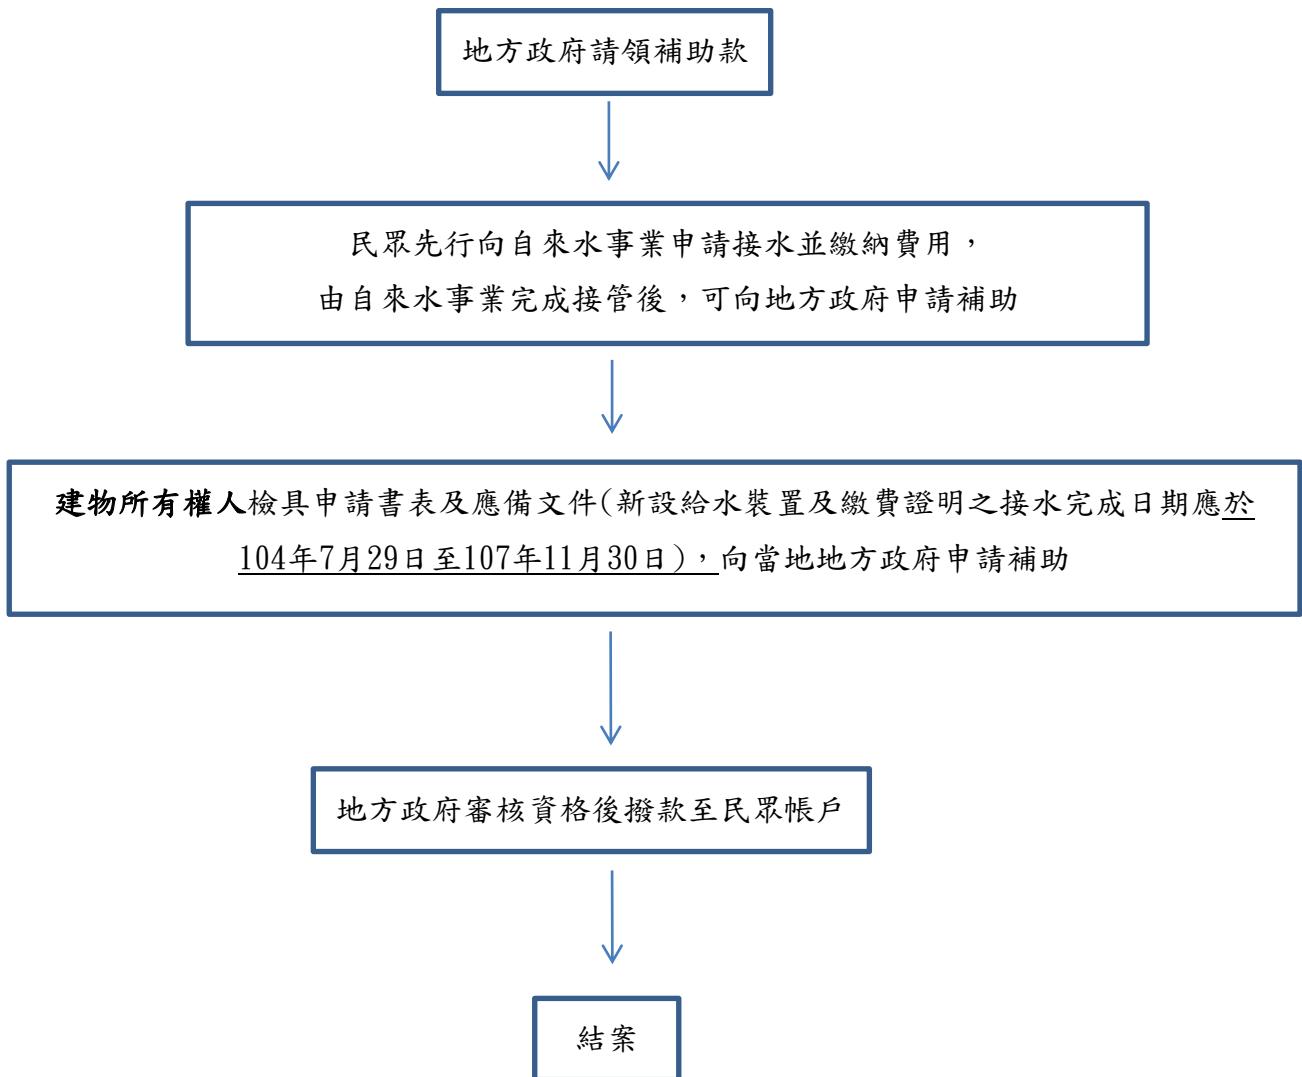 地方政府請領補助款
民眾先行向自來水事業申請接水並繳納費用，
由自來水事業完成接管後，可向地方政府申請補助
建物所有權人檢具申請書表及應備文件(新設給水裝置及繳費證明之接水完成日期應於
104年7月29日至107年11月30日)，向當地地方政府申請補助
地方政府審核資格後撥款至民眾帳戶
結案